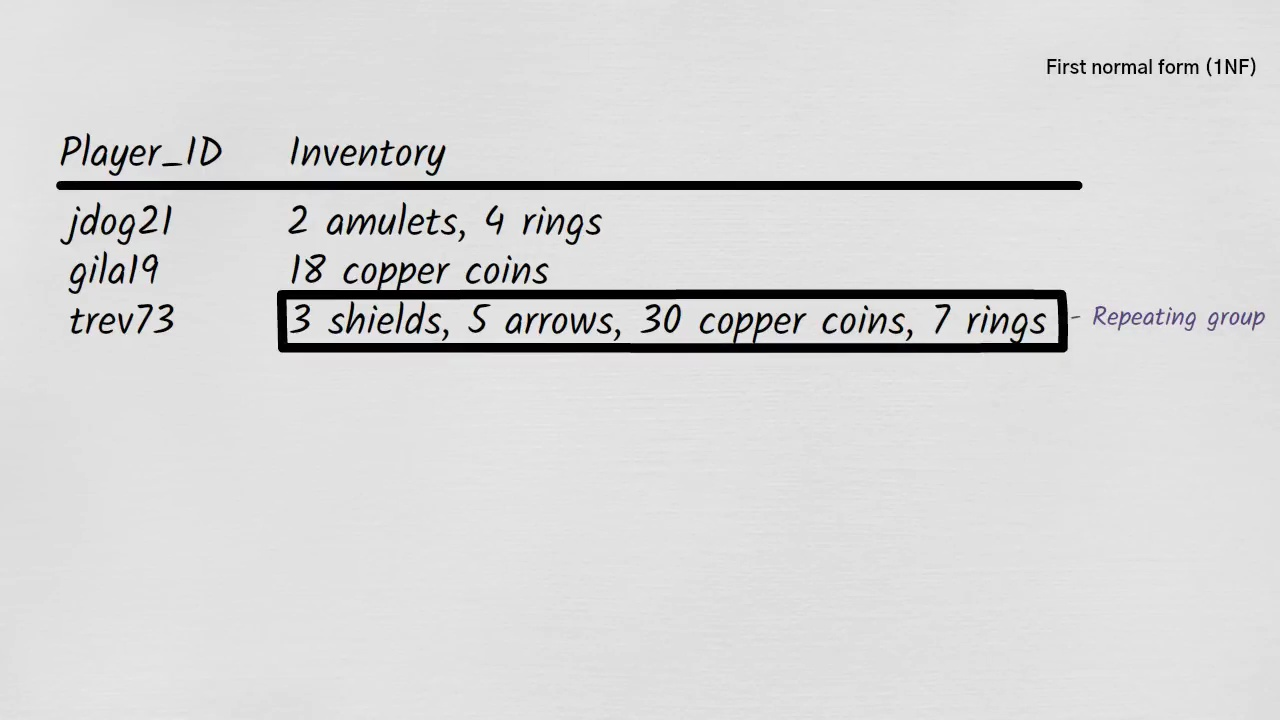 First normal form (1NF)
Player_ID Inventory
jdog21 2 amulets, 4 rings
gila19 18 copper coins
trev73 3 shields, 5 arrows, 30 copper coins, 7 rings - Repeating group